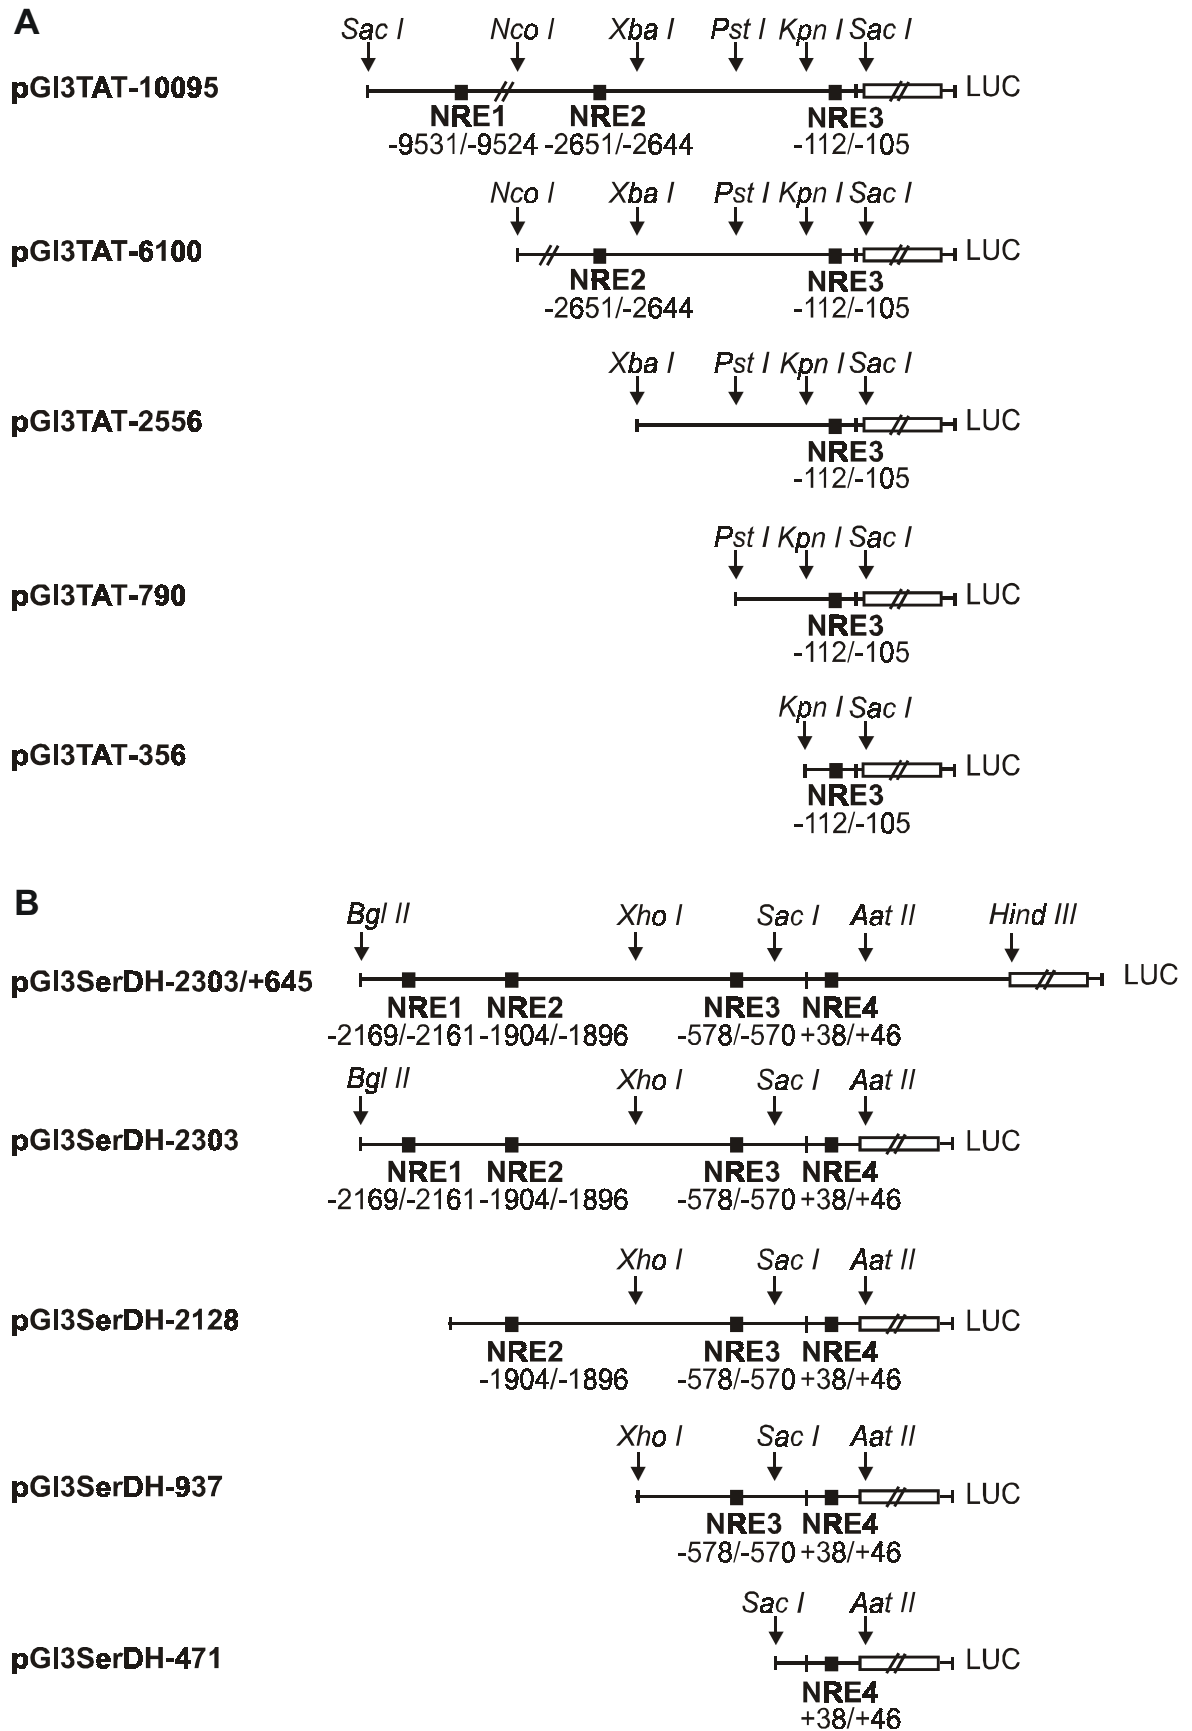 A
Sac I Nco I Xba I Pst I Kpn I Sac I
pGl3TAT-10095 LUC
NRE1 NRE2 NRE3
-9531/-9524 -2651/-2644 -112/-105
Nco I Xba I Pst I Kpn I Sac I
pGl3TAT-6100 LUC
NRE2 NRE3
-2651/-2644 -112/-105
Xba I Pst I Kpn I Sac I
pGl3TAT-2556 LUC
NRE3
-112/-105
Pst I Kpn I Sac I
pGl3TAT-790 LUC
NRE3
-112/-105
Kpn I Sac I
pGl3TAT-356 LUC
NRE3
-112/-105
B
Bgl II Xho I Sac I Aat II Hind III
pGl3SerDH-2303/+645 LUC
NRE1 NRE2 NRE3 NRE4
-2169/-2161 -1904/-1896 -578/-570 +38/+46
Bgl II Xho I Sac I Aat II
pGl3SerDH-2303 LUC
NRE1 NRE2 NRE3 NRE4
-2169/-2161 -1904/-1896 -578/-570 +38/+46
Xho I Sac I Aat II
pGl3SerDH-2128 LUC
NRE2 NRE3 NRE4
-1904/-1896 -578/-570 +38/+46
Xho I Sac I Aat II
pGl3SerDH-937 LUC
NRE3 NRE4
-578/-570 +38/+46
Sac I Aat II
pGl3SerDH-471 LUC
NRE4
+38/+46